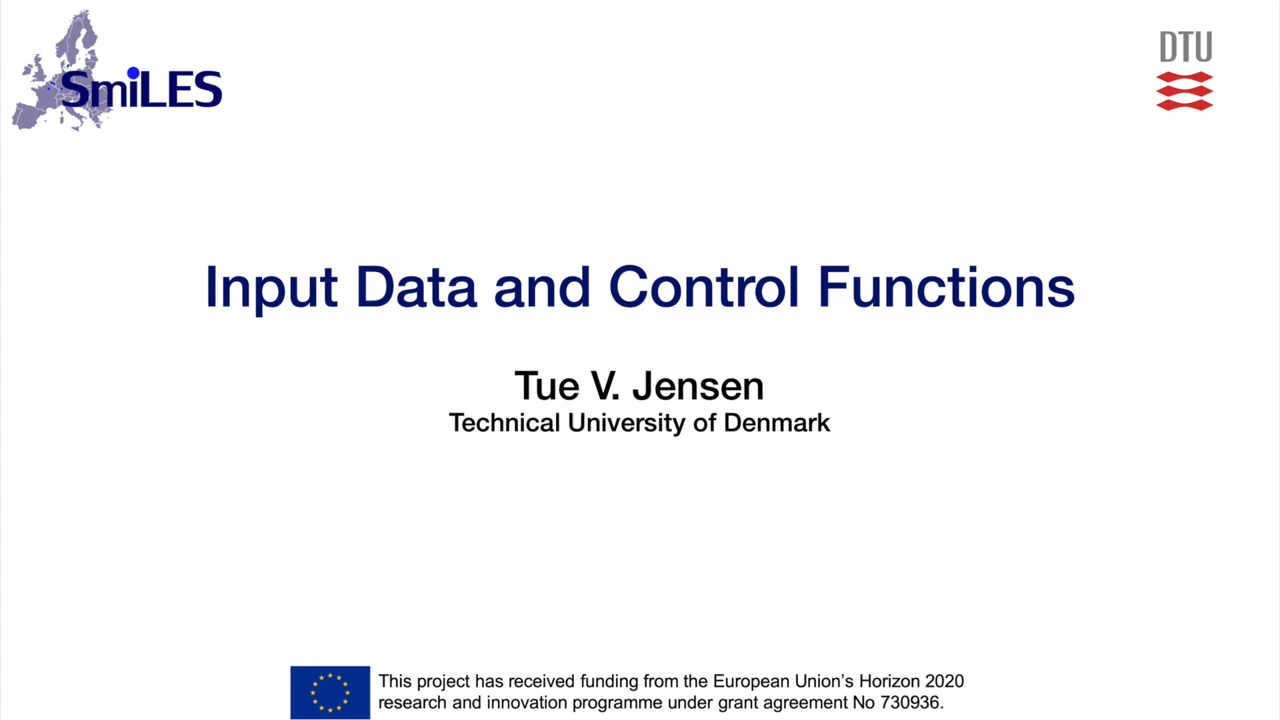 SmiLES
DTU
Input Data and Control Functions
Tue V. Jensen
Technical University of Denmark
This project has received funding from the European Union's Horizon 2020
research and innovation programme under grant agreement No 730936.